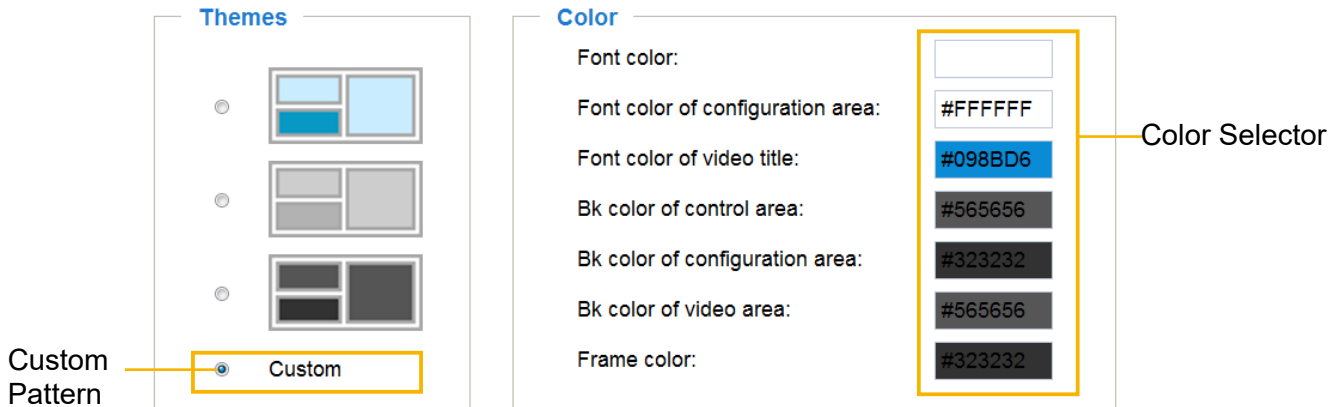 Themes
Color
Font color:
Font color of configuration area: #FFFFFF
Font color of video title: #098BD6
Bk color of control area: #565656
Bk color of configuration area: #323232
Bk color of video area: #565656
Frame color: #323232
Color Selector
Custom
Custom
Pattern